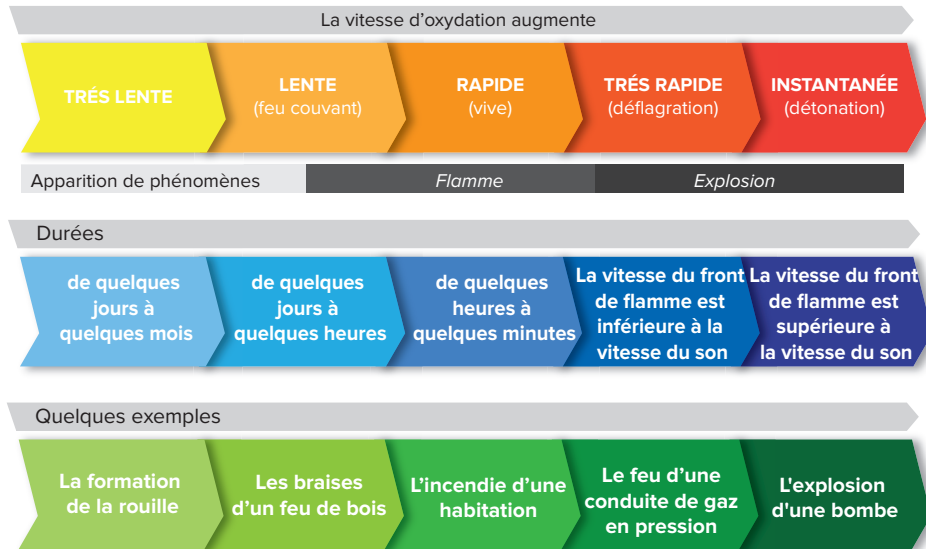 La vitesse d'oxydation augmente
TRÉS LENTE
LENTE
(feu couvant)
RAPIDE
(vive)
TRÉS RAPIDE
(déflagration)
INSTANTANÉE
(détonation)
Apparition de phénomènes
Flamme
Explosion
Durées
de quelques
jours à
quelques mois
de quelques
jours à
quelques heures
de quelques
heures à
quelques minutes
La vitesse du front
de flamme est
inférieure à la
vitesse du son
La vitesse du front
de flamme est
supérieure à
la vitesse du son
Quelques exemples
La formation
de la rouille
Les braises
d'un feu de bois
L'incendie d'une
habitation
Le feu d'une
conduite de gaz
en pression
L'explosion
d'une bombe